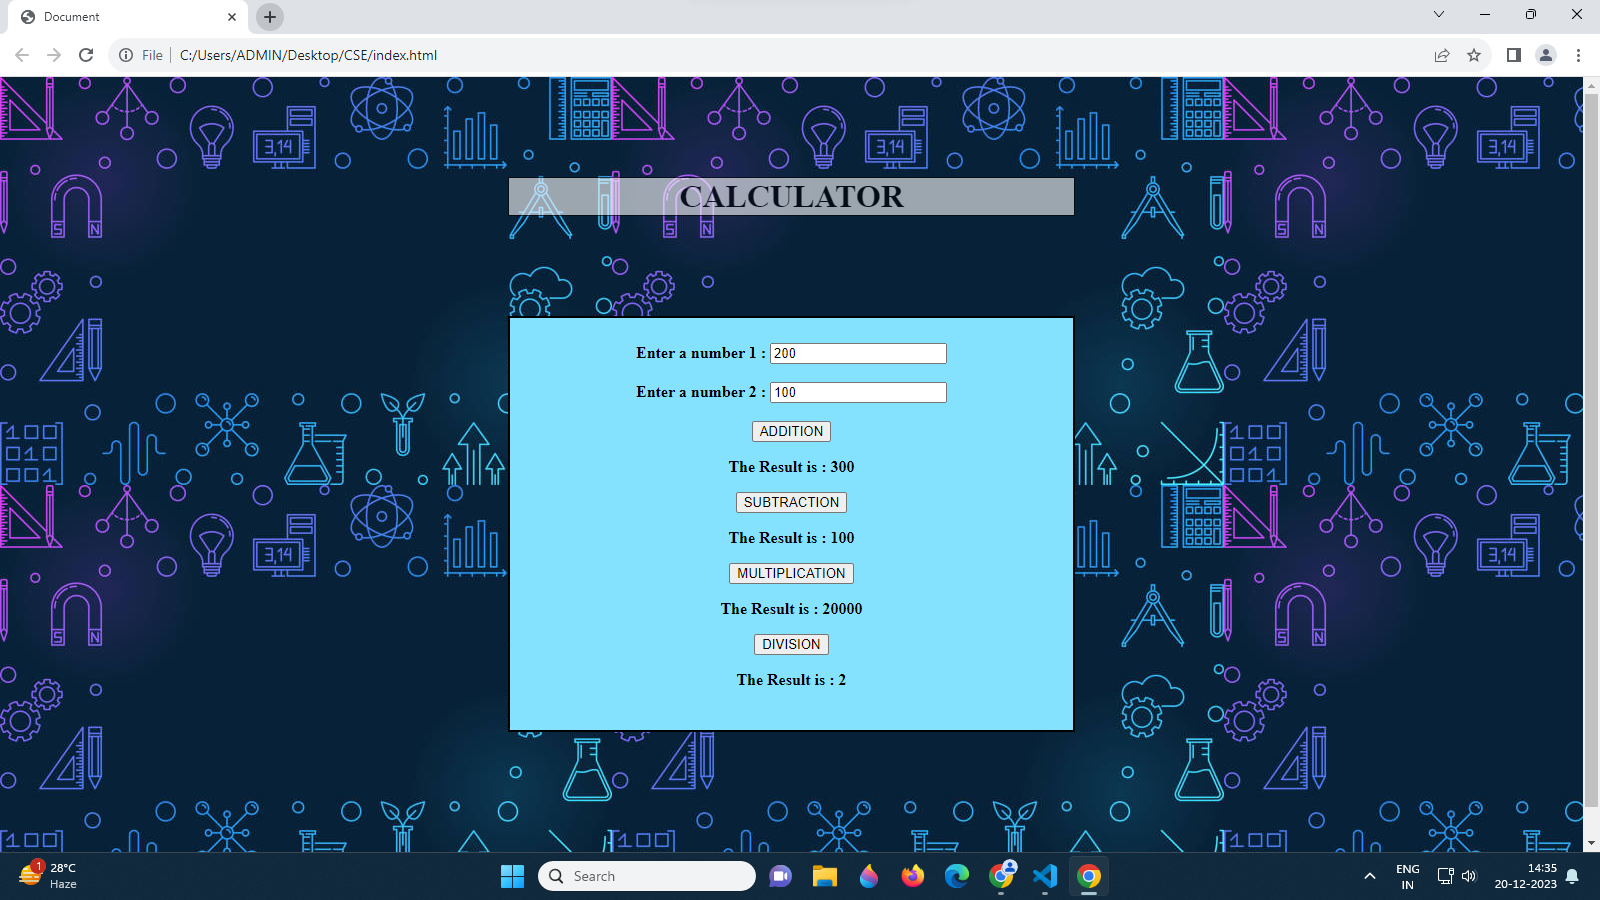 Document
File
C:/Users/ADMIN/Desktop/CSE/index.html
3,14
3,14
3,14
CALCULATOR
S N
S N
Enter a number 1 : 200
Enter a number 2 : 100
ADDITION
The Result is : 300
SUBTRACTION
The Result is : 100
MULTIPLICATION
The Result is : 20000
DIVISION
The Result is : 2
3,14
3,14
S N
S N
1
28°C
Haze
Search
ENG
IN
14:35
20-12-2023